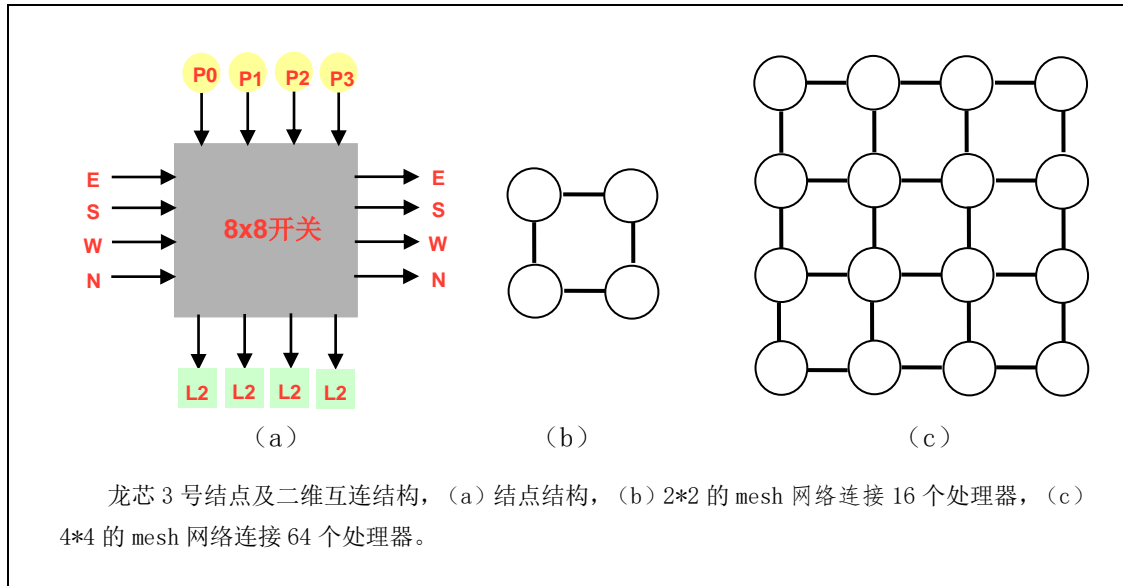 P0 P1 P2 P3
E E
S S
8x8开关
W W
N N
L2 L2 L2 L2
（a） （b） （c）
龙芯 3 号结点及二维互连结构，（a）结点结构，（b）2*2 的 mesh 网络连接 16 个处理器，（c）
4*4 的 mesh 网络连接 64 个处理器。